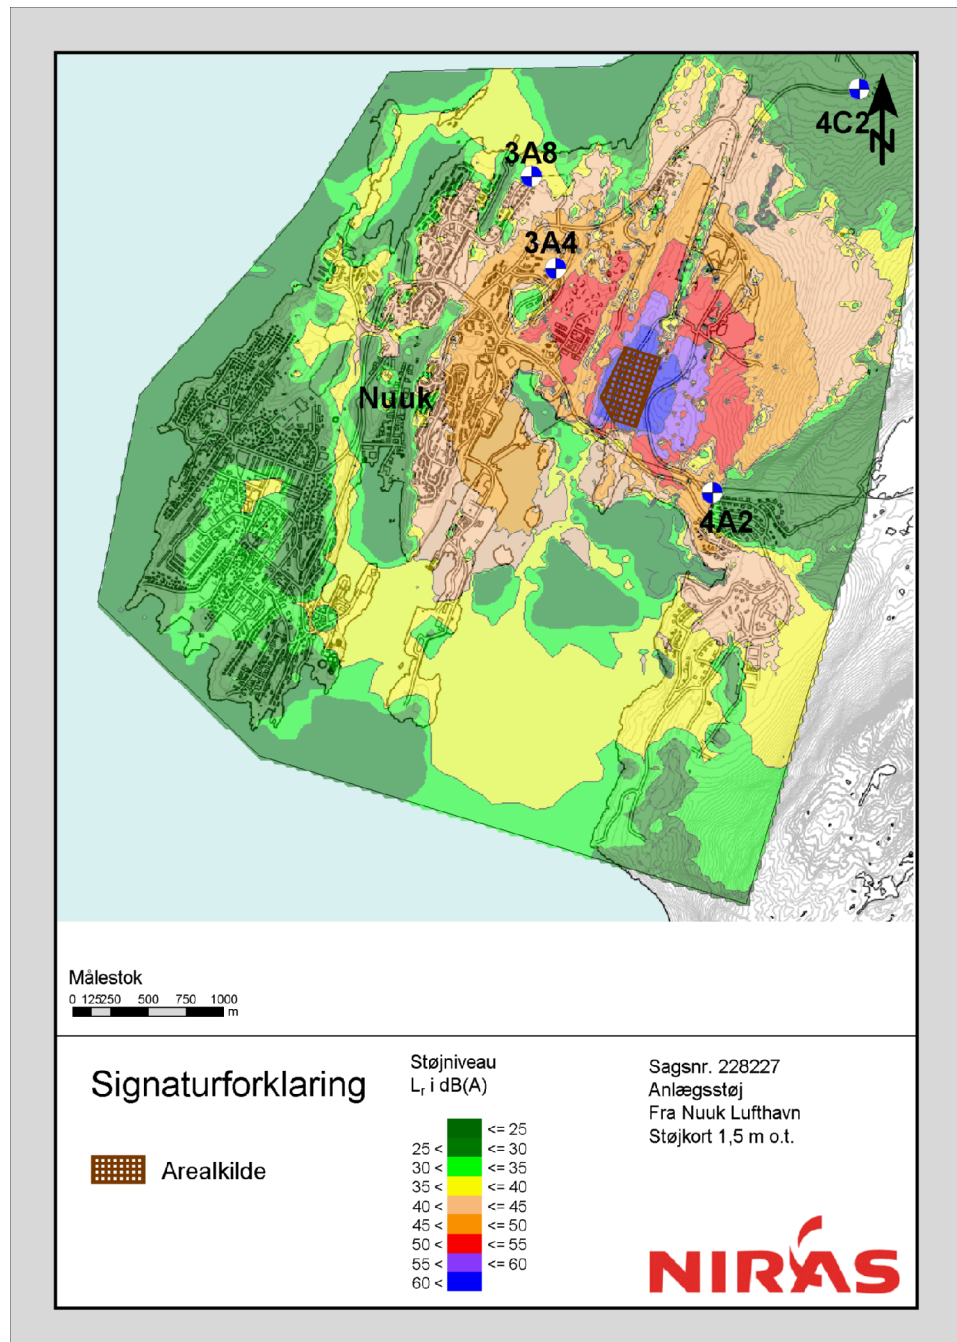 4C2
N
3A8
3A4
Nuuk
4A2
Målestok
0 125250 500 750 1000
m
Signaturforklaring
Arealkilde
Støjniveau
Lr i dB(A)
<= 25
25 < <= 30
30 < <= 35
35 < <= 40
40 < <= 45
45 < <= 50
50 < <= 55
55 < <= 60
60 <
Sagsnr. 228227
Anlægsstøj
Fra Nuuk Lufthavn
Støjkort 1,5 m o.t.
NIRAS